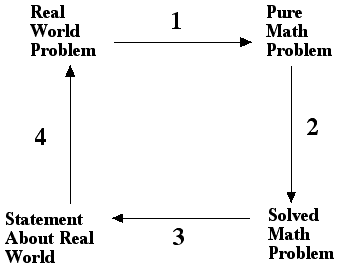 Real
World
Problem
1
Pure
Math
Problem
2
4
Statement
About Real
World
3
Solved
Math
Problem